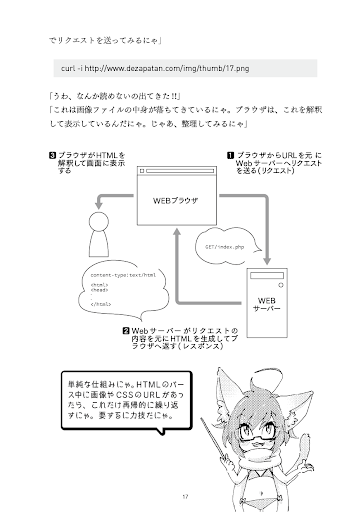 でリクエストを送ってみるにゃ」
curl -i http://www.dezapatan.com/img/thumb/17.png
「うわ、なんか読めないの出てきた!!」
「これは画像ファイルの中身が落ちてきているにゃ。ブラウザは、これを解釈
して表示しているんだにゃ。じゃあ、整理してみるにゃ」
3 ブラウザがHTMLを
解釈して画面に表示
する
1 ブラウザからURLを元に
Webサーバーへリクエスト
を送る(リクエスト)
WEBブラウザ
GET/index.php
content-type:text/html
<html>
<head>
</html>
WEB
サーバー
2 Webサーバーがリクエストの
内容を元にHTMLを生成してブ
ラウザへ返す(レスポンス)
単純な仕組みにゃ。HTMLのパー
ス中に画像やCSSのURLがあっ
たら、これだけ再帰的に繰り返
すにゃ。要するに力技だにゃ。
17